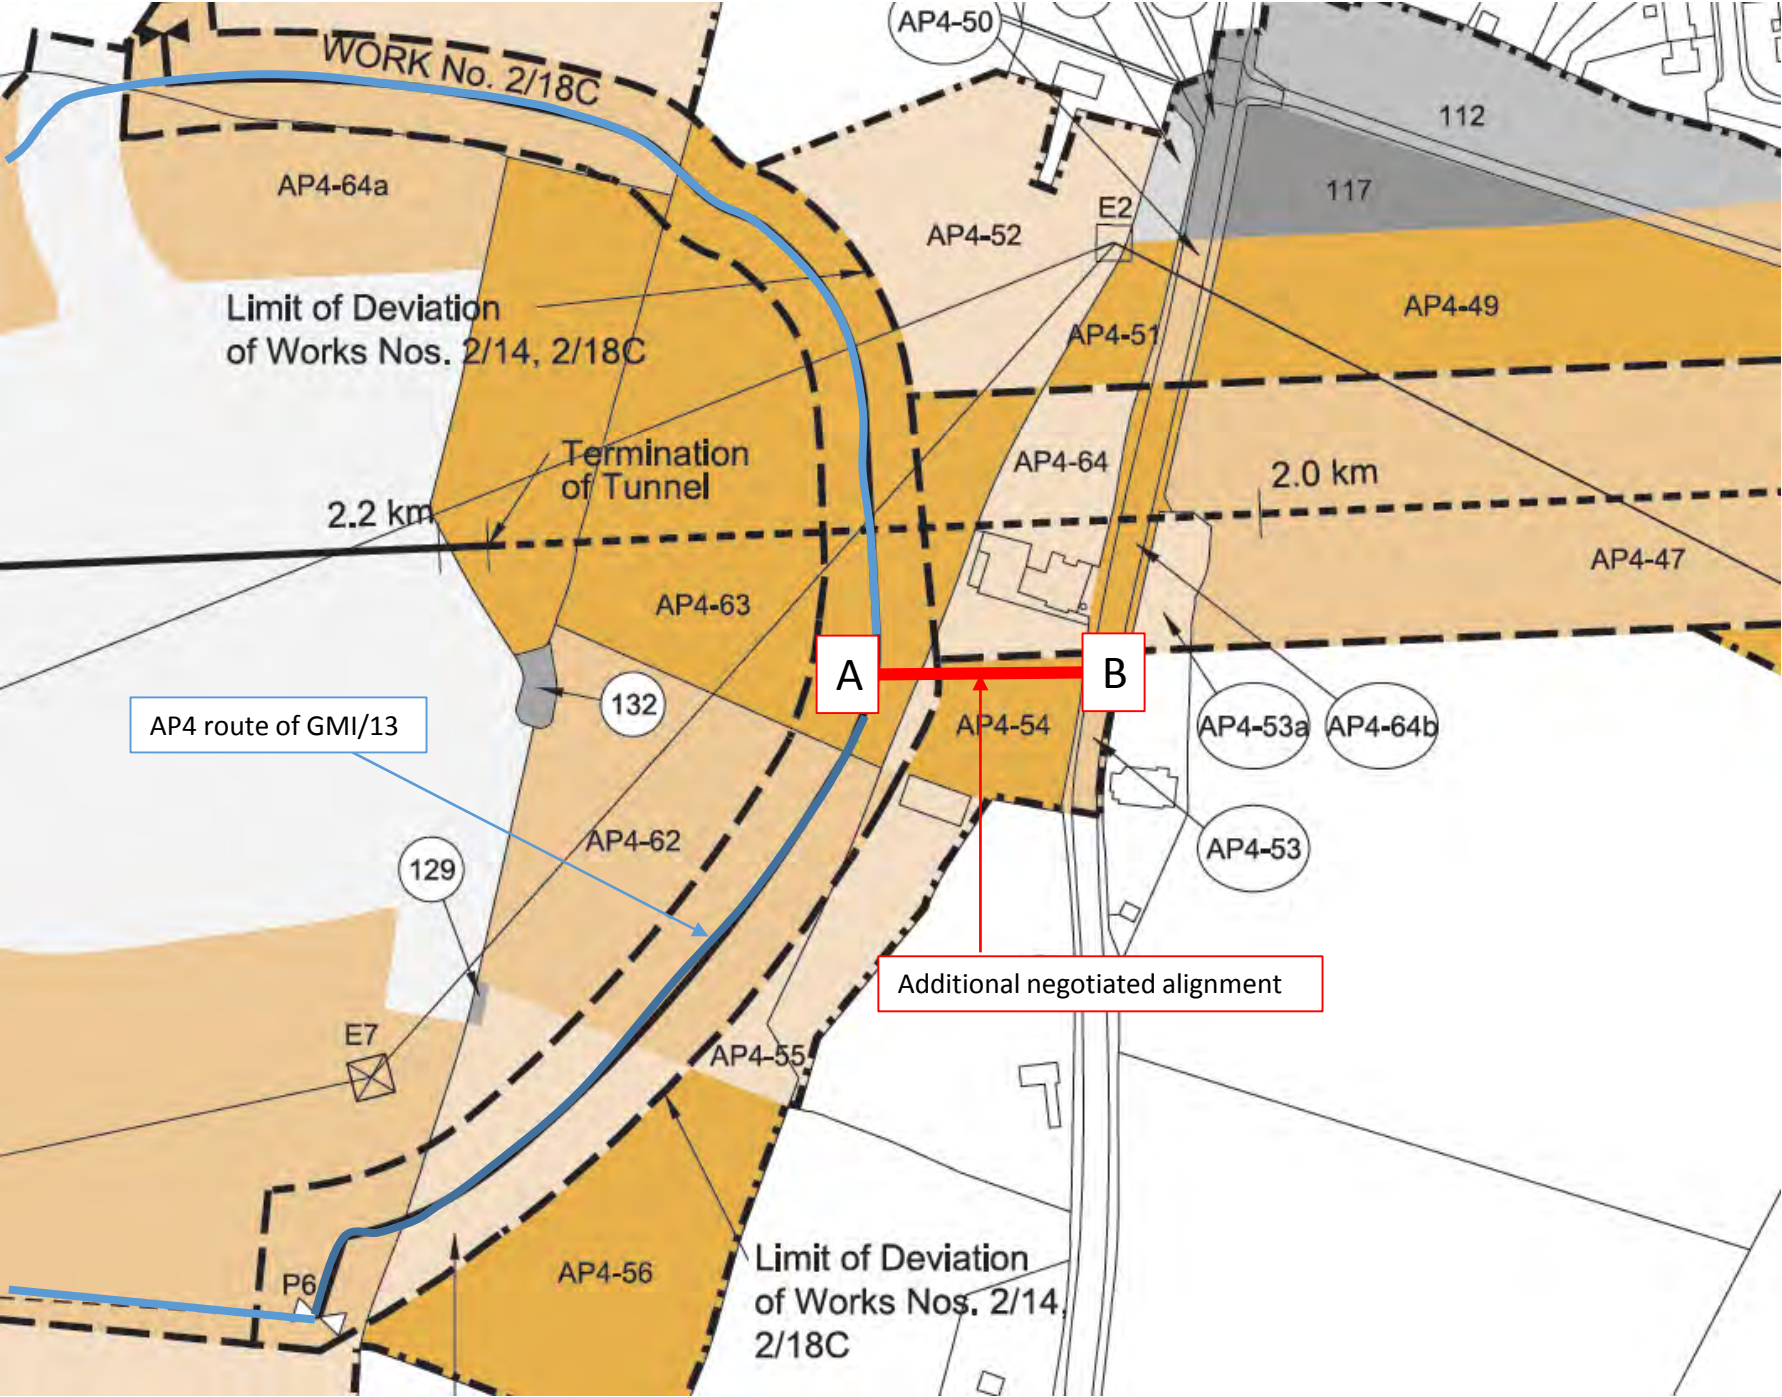 AP4-50
WORK No. 2/18C
112
AP4-64a
117
E2
AP4-52
Limit of Deviation
of Works Nos. 2/14, 2/18C
AP4-51
AP4-49
Termination
of Tunnel
AP4-64
2.0 km
2.2 km
AP4-47
AP4-63
A
B
132
AP4 route of GMI/13
AP4-54
AP4-53a
AP4-64b
AP4-62
AP4-53
129
Additional negotiated alignment
E7
AP4-55
P6
AP4-56
Limit of Deviation
of Works Nos. 2/14,
2/18C